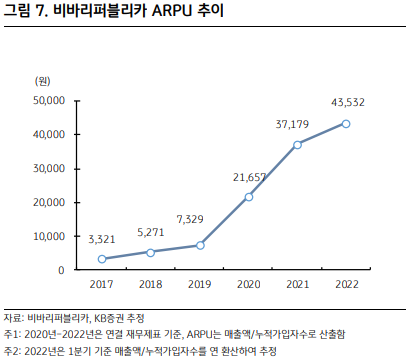 그림 7. 비바리퍼블리카 ARPU 추이
(원)
50,000
40,000
30,000
20,000
10,000
0
3,321
5,271
7,329
21,657
37,179
43,532
2017 2018 2019 2020 2021 2022
자료: 비바리퍼블리카, KB증권 추정
주1: 2020년-2022년은 연결 재무제표 기준, ARPU는 매출액/누적가입자수로 산출함
주2: 2022년은 1분기 기준 매출액/누적가입자수를 연 환산하여 추정